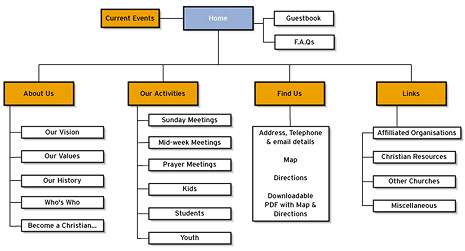 Current Events
Home
Guestbook
F.A.Qs
About Us
Our Vision
Our Values
Our History
Who's Who
Become a Christian...
Our Activities
Sunday Meetings
Mid-week Meetings
Prayer Meetings
Kids
Students
Youth
Find Us
Address, Telephone
& email details
Map
Directions
Downloadable
PDF with Map &
Directions
Links
Affilliated Organisations
Christian Resources
Other Churches
Miscellaneous